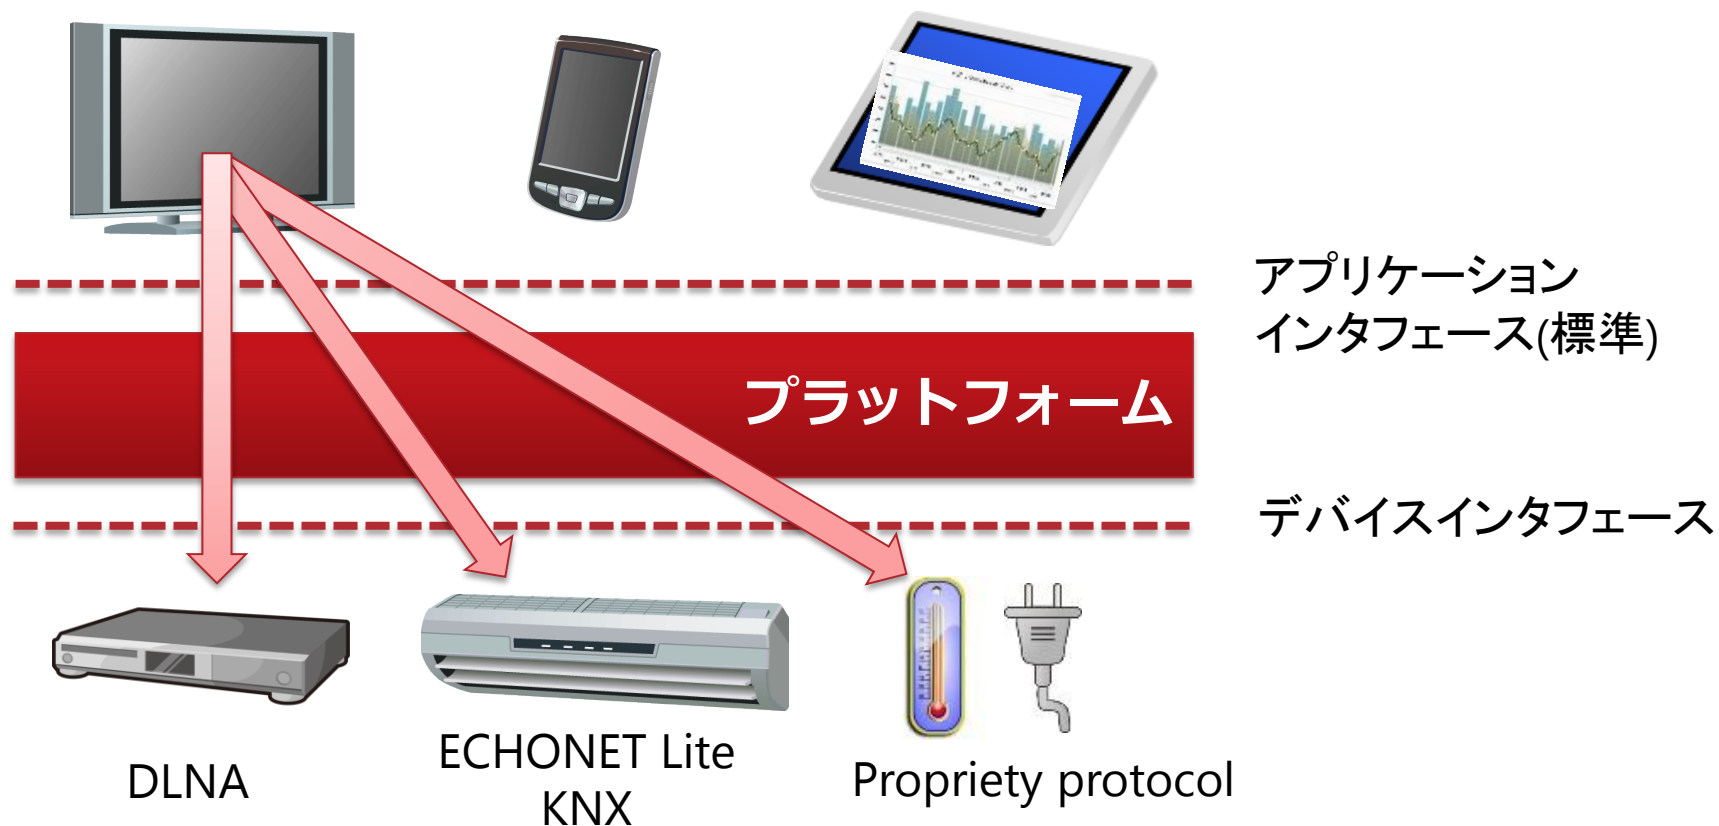 アプリケーション
インタフェース(標準)
プラットフォーム
デバイスインタフェース
DLNA
ECHONET Lite
KNX
Propriety protocol